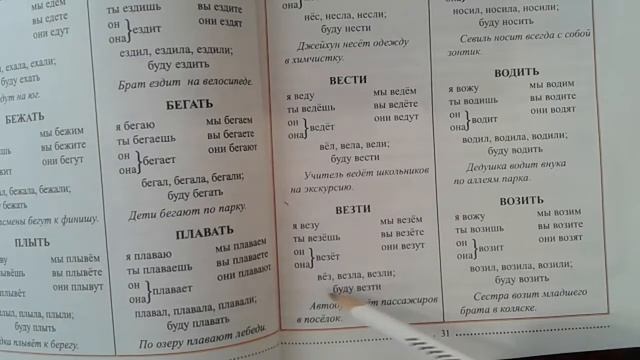 мы едем
вы едете
они едут
ехали;
буду ехать
едут на юг.
БЕЖАТЬ
мы бежим
вы бежите
они бегут
бежал, бежала, бежали;
буду бежать
бегут к финишу.
ПЛЫТЬ
мы плывём
вы плывёте
они плывут
плыл, плыла, плыли;
буду плыть
плывёт к берегу.
ты ездишь вы ездите
он
она ездит они ездят
ездил, ездила, ездили;
буду ездить
Брат ездит на велосипеде.
БЕГАТЬ
я бегаю мы бегаем
ты бегаешь вы бегаете
он
она бегает они бегают
бегал, бегала, бегали;
буду бегать
Дети бегают по парку.
ПЛАВАТЬ
я плаваю мы плаваем
ты плаваешь вы плаваете
он
она плавает они плавают
плавал, плавала, плавали;
буду плавать
По озеру плавают лебеди.
она
нёс, несла, несли;
буду нести
Джейхун несёт одежду
в химчистку.
ВЕСТИ
я веду мы ведём
ты ведёшь вы ведёте
он
она ведёт они ведут
вёл, вела, вели;
буду вести
Учитель ведёт школьников
на экскурсию.
ВЕЗТИ
я везу мы везём
ты везёшь вы везёте
он
она везёт они везут
вёз, везла, везли;
буду везти
пассажиров
в посёлок.
она
носил, носила, носили;
буду носить
Севиль носит всегда с собой
зонтик.
ВОДИТЬ
я вожу мы водим
ты водишь вы водите
он
она водит они водят
водил, водила, водили;
буду водить
Дедушка водит внука
по аллеям парка.
ВОЗИТЬ
я вожу мы возим
ты возишь вы возите
он
она возит они возят
возил, возила, возили;
буду возить
Сестра возит младшего
брата в коляске.
31